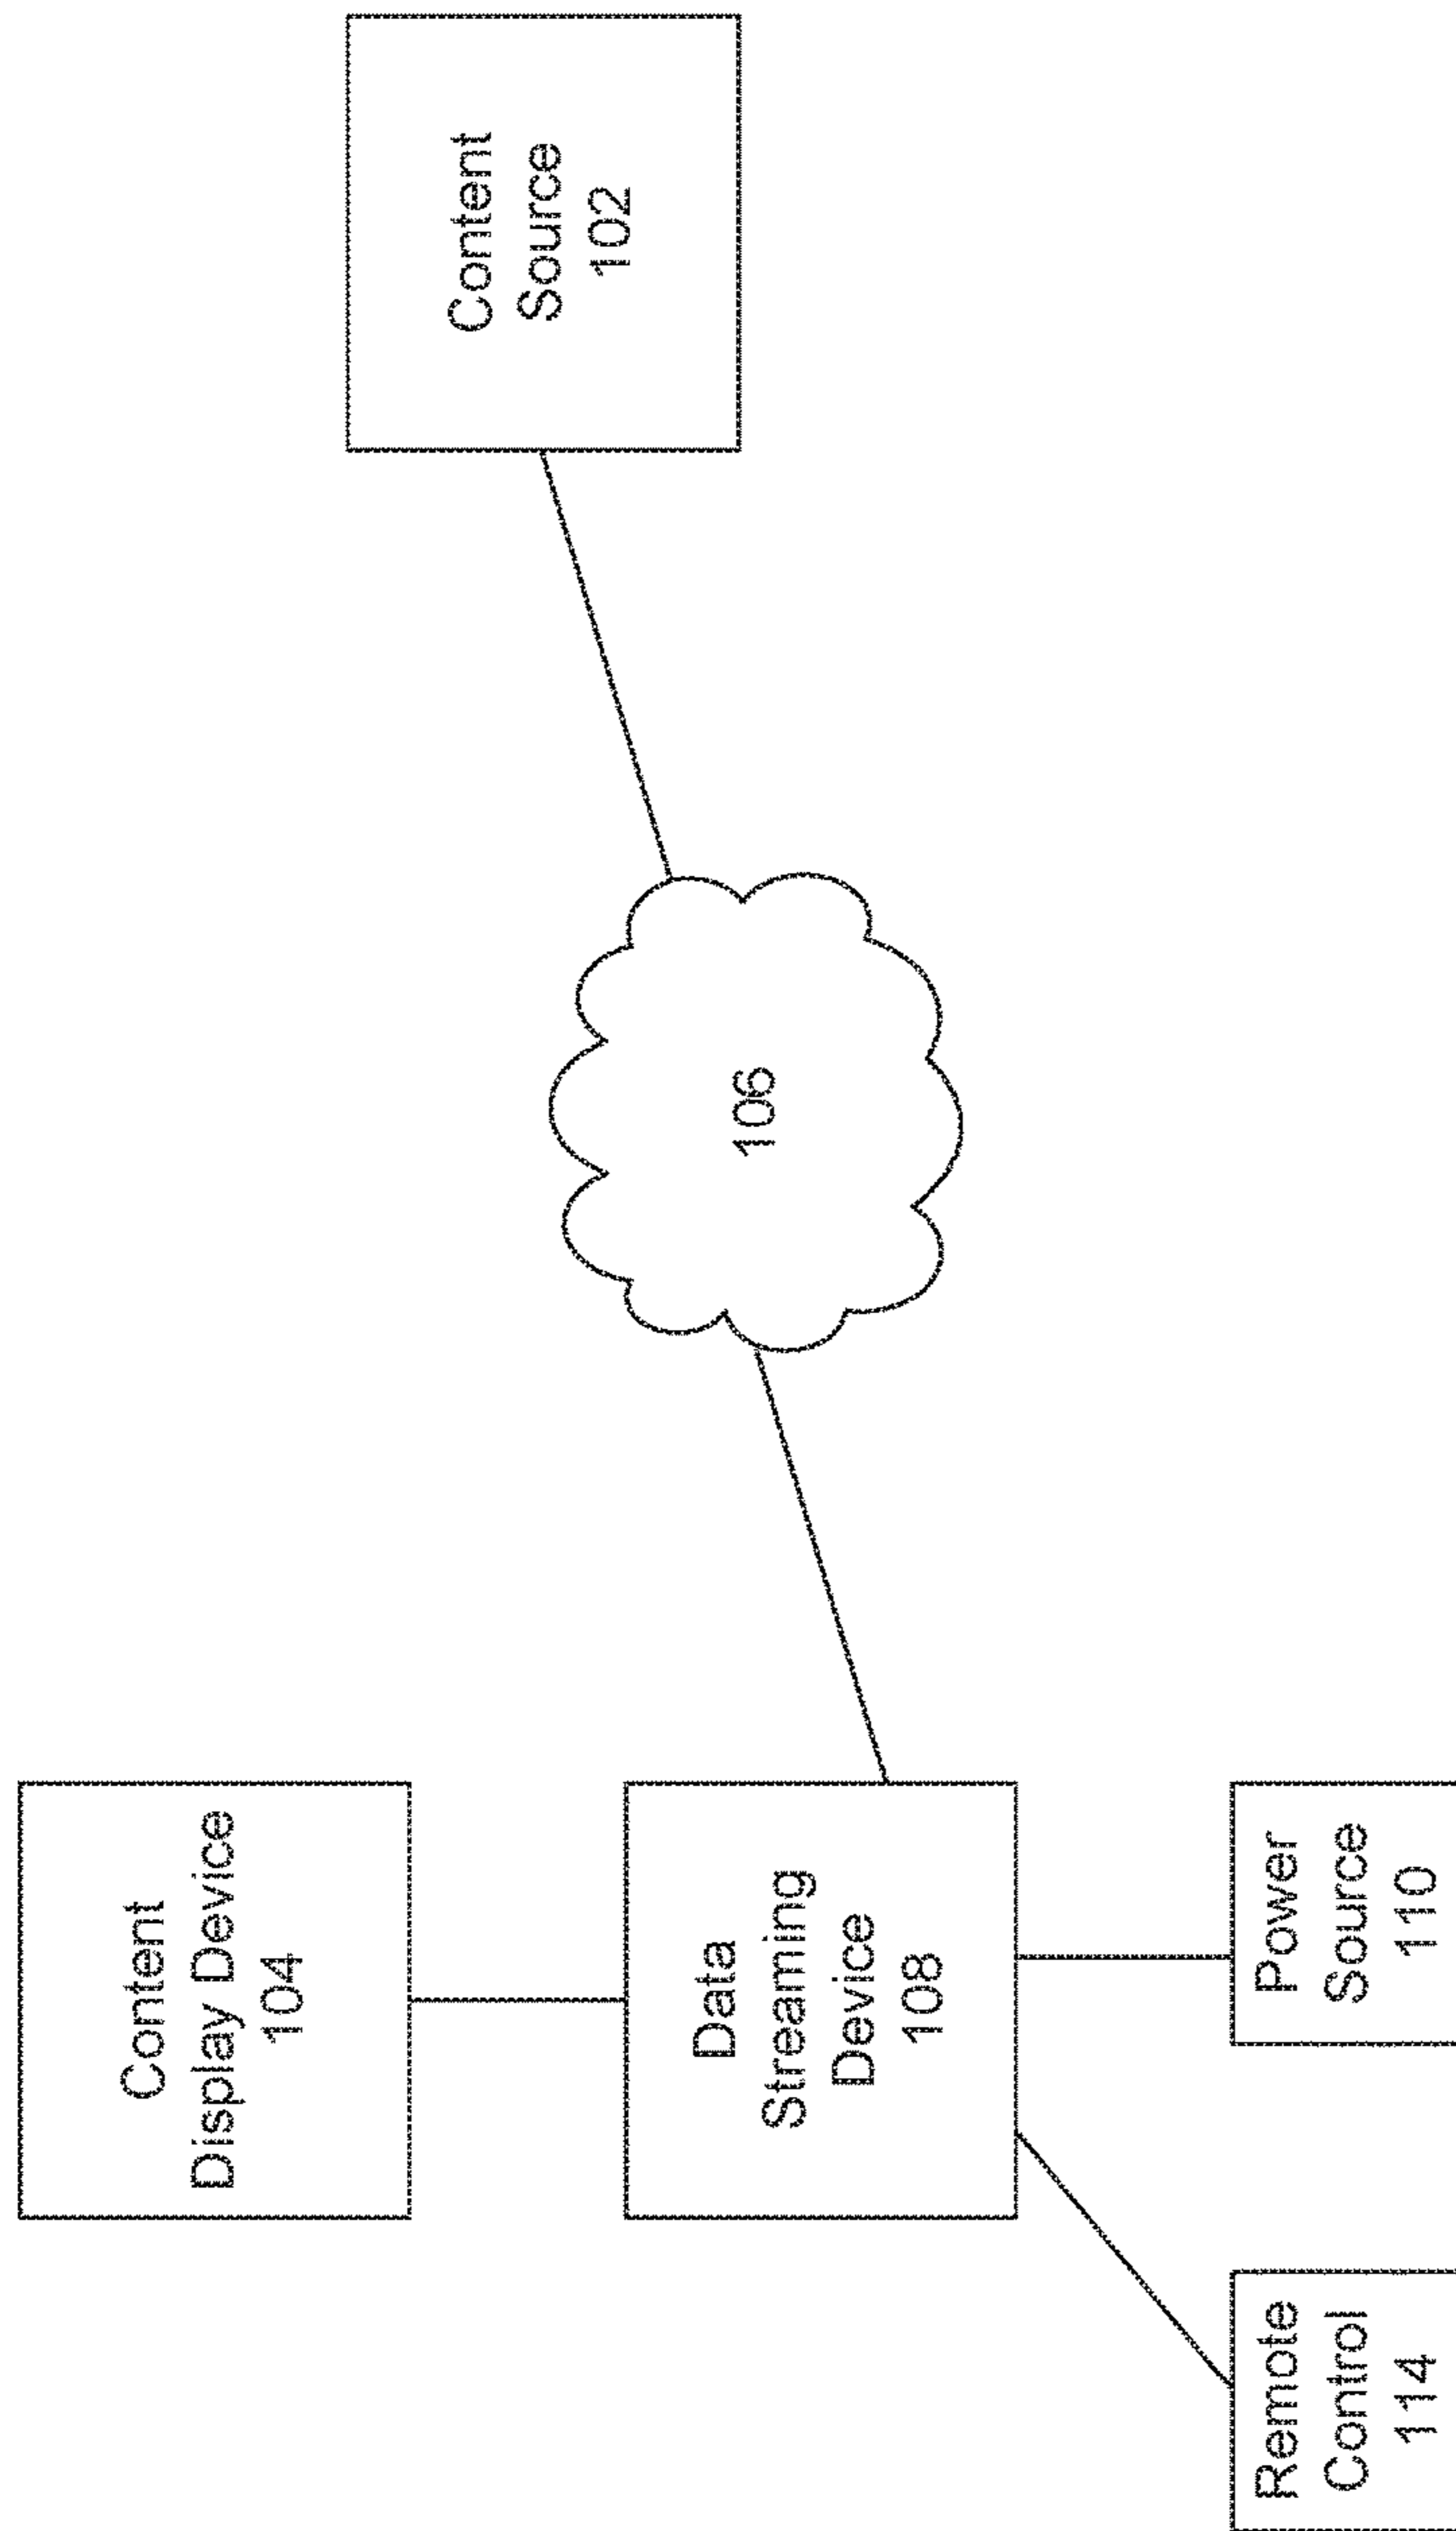 Content
Display Device
104
Data
Streaming
Device
108
Remote
Control
114
Power
Source
110
106
Content
Source
102